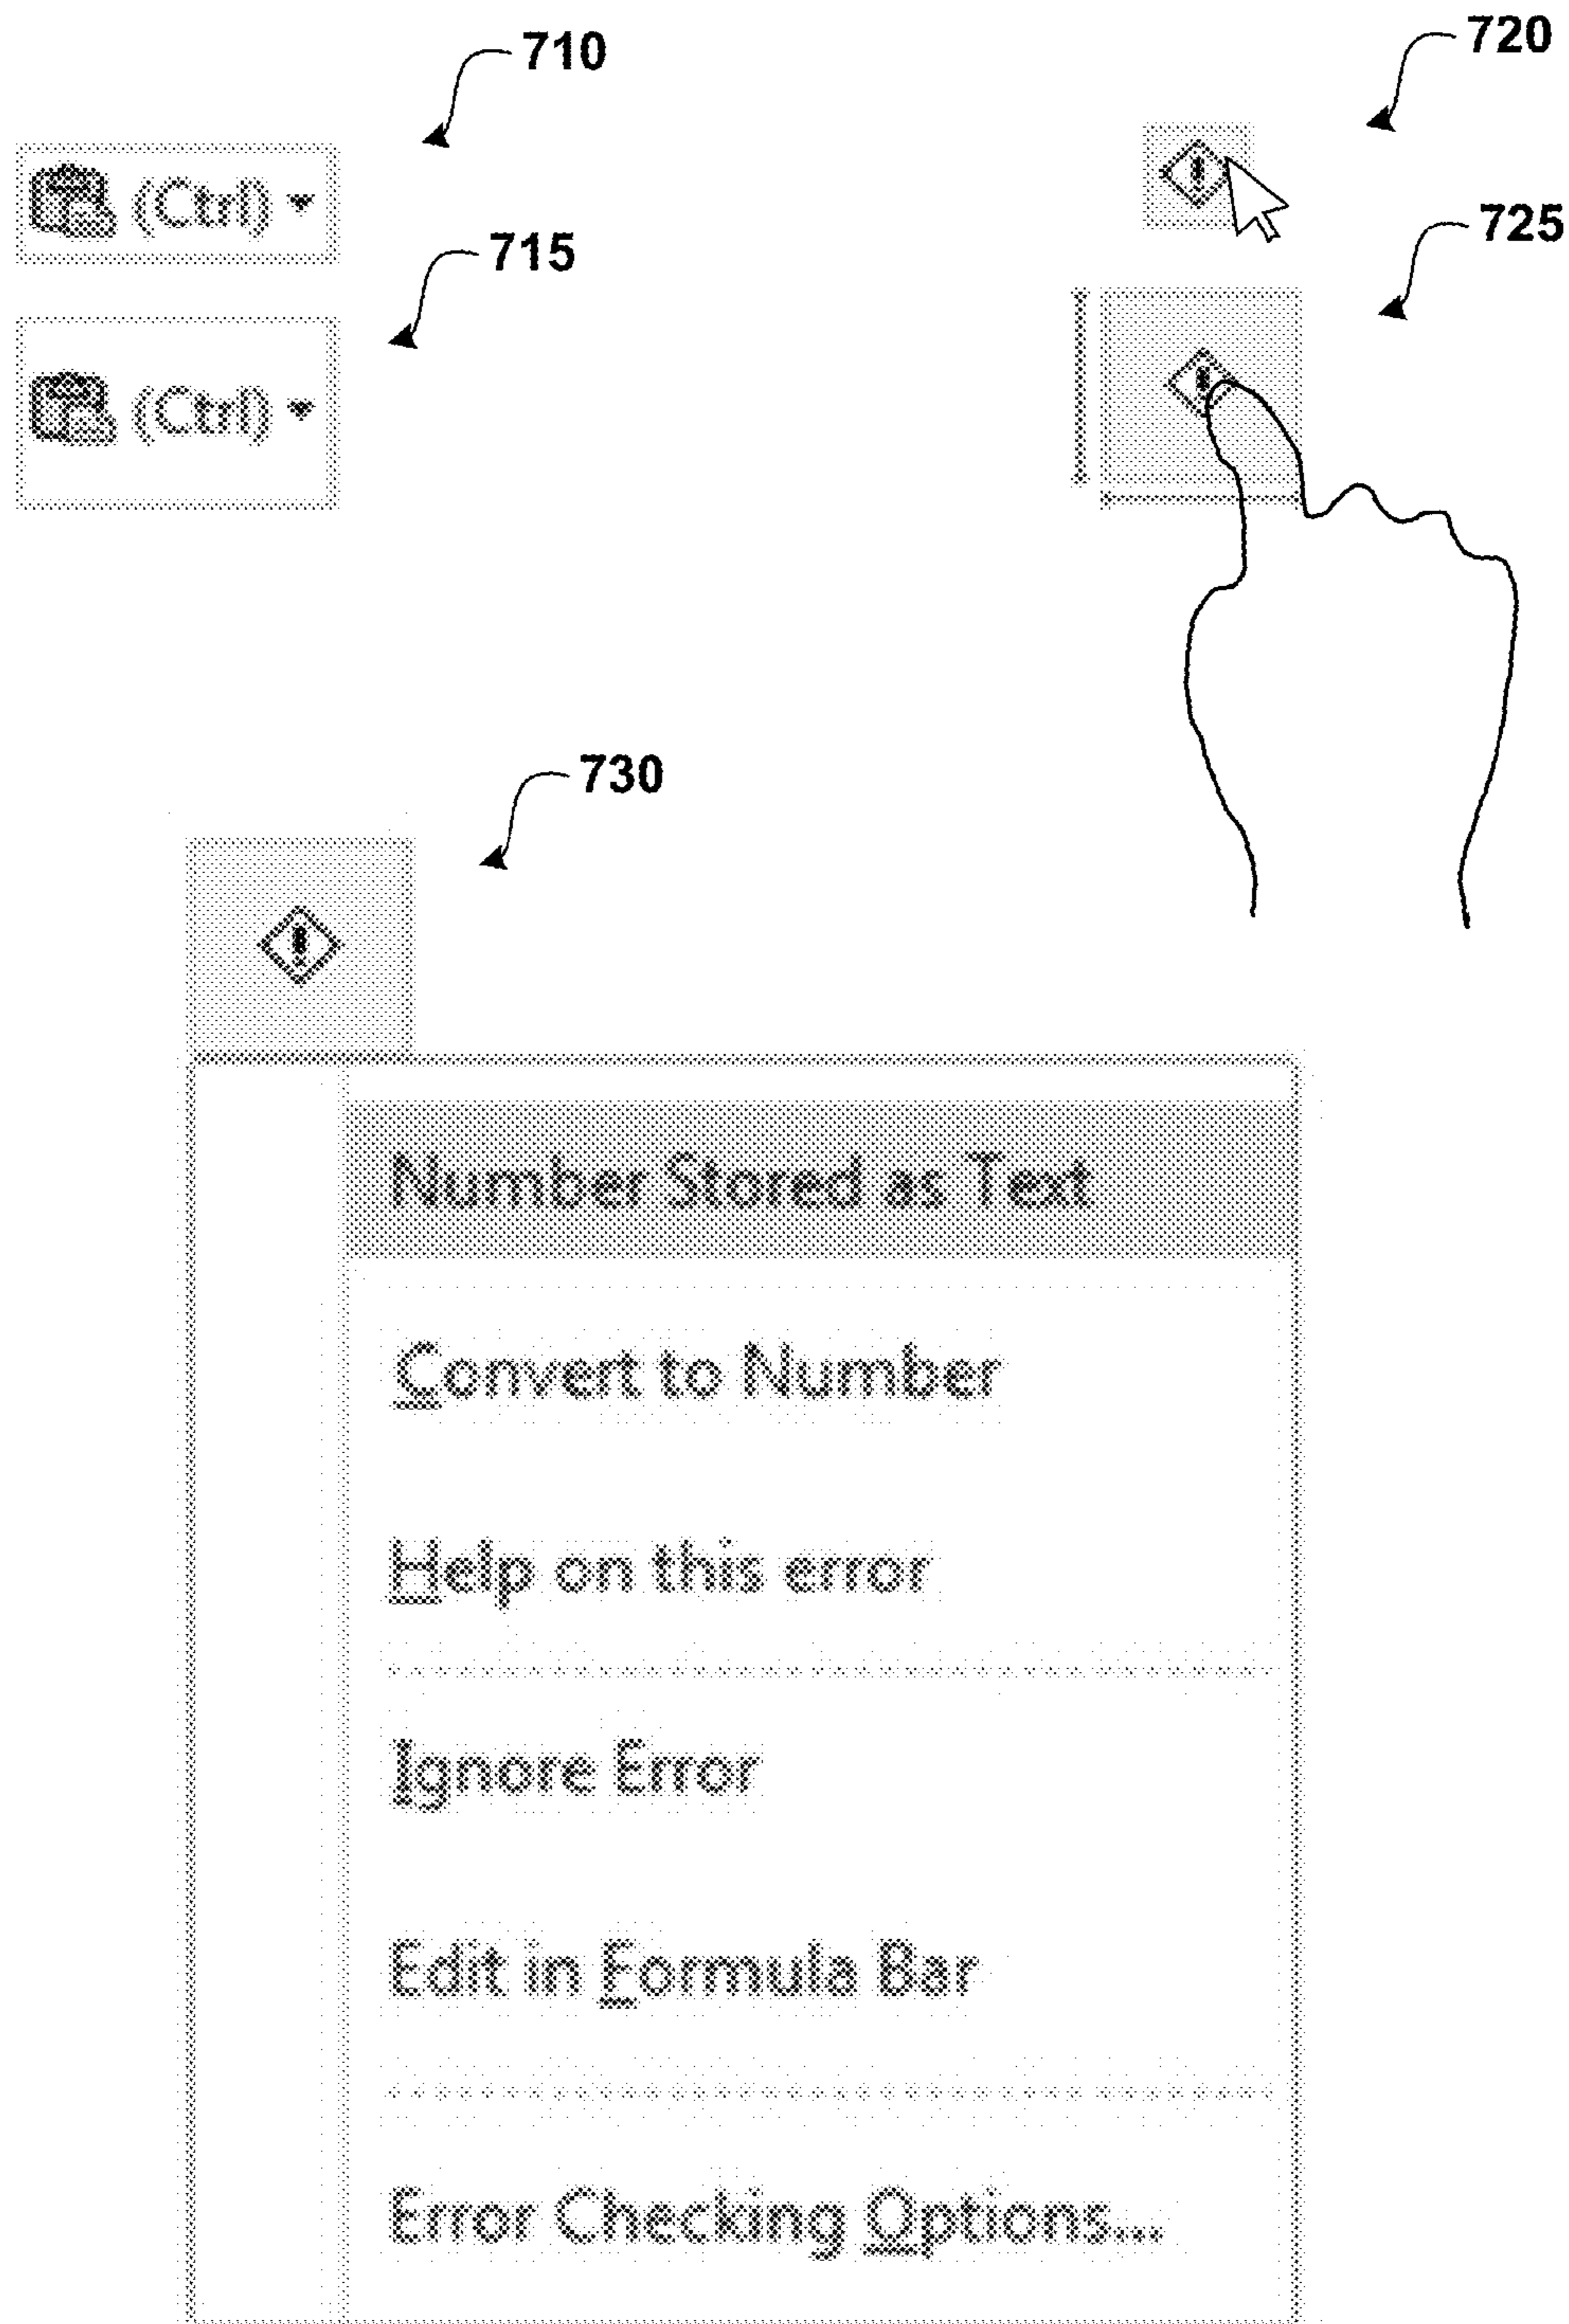 710
720
(Ctrl)
715
725
(Ctrl)
730
Number Stored as Text
Convert to Number
Help on this error
Ignore Error
Edit in Formula Bar
Error Checking Options...